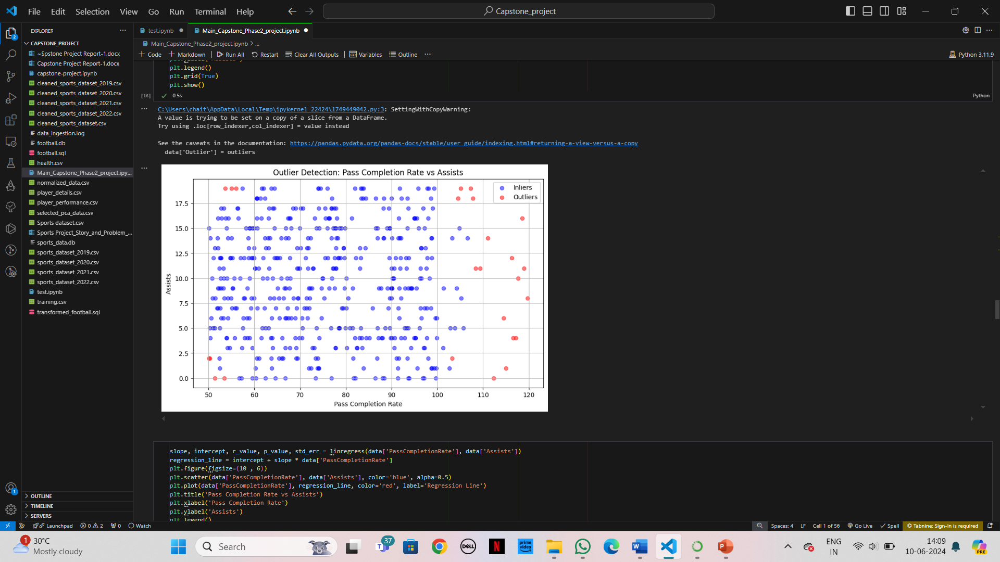 File Edit Selection View Go Run Terminal Help
Capstone_project
EXPLORER
test.ipynb
Main_Capstone_Phase2_project.ipynb
CAPSTONE_PROJECT
Main_Capstone_Phase2_project.ipynb > ...
Code Markdown Run All Restart Clear All Outputs Variables Outline ...
Python 3.11.9
~$pstone Project Report-1.docx
Capstone Project Report-1.docx
capstone-project.ipynb
cleaned_sports_dataset_2019.csv
cleaned_sports_dataset_2020.csv
cleaned_sports_dataset_2021.csv
cleaned_sports_dataset_2022.csv
cleaned_sports_dataset.csv
data_ingestion.log
football.db
football.sql
health.csv
Main_Capstone_Phase2_project.ipy...
normalized_data.csv
player_details.csv
player_performance.csv
selected_pca_data.csv
Sports dataset.csv
Sports Project_Story_and_Problem_...
sports_data.db
sports_dataset_2019.csv
sports_dataset_2020.csv
sports_dataset_2021.csv
sports_dataset_2022.csv
test.ipynb
training.csv
transformed_football.sql
OUTLINE
TIMELINE
SERVERS
plt.legend()
plt.grid(True)
plt.show()
[16]
0.5s
Python
C:\Users\chait\AppData\Local\Temp\ipykernel_22424\1749449042.py:3: SettingWithCopyWarning:
A value is trying to be set on a copy of a slice from a DataFrame.
Try using .loc[row_indexer,col_indexer] = value instead
See the caveats in the documentation: https://pandas.pydata.org/pandas-docs/stable/user_guide/indexing.html#returning-a-view-versus-a-copy
data['Outlier'] = outliers
Outlier Detection: Pass Completion Rate vs Assists
Inliers
Outliers
17.5
15.0
12.5
10.0
7.5
5.0
2.5
0.0
Assists
50 60 70 80 90 100 110 120
Pass Completion Rate
slope, intercept, r_value, p_value, std_err = linregress(data['PassCompletionRate'], data['Assists'])
regression_line = intercept + slope * data['PassCompletionRate']
plt.figure(figsize=(10 , 6))
plt.scatter(data['PassCompletionRate'], data['Assists'], color='blue', alpha=0.5)
plt.plot(data['PassCompletionRate'], regression_line, color='red', label='Regression Line')
plt.title('Pass Completion Rate vs Assists')
plt.xlabel('Pass Completion Rate')
plt.ylabel('Assists')
plt.legend()
Launchpad 0 2 0 Watch
Spaces: 4 LF Cell 1 of 56 Go Live Spell Tabnine: Sign-in is required
1
30°C
Mostly cloudy
Search
37
DELL
N
prime video
ENG
IN
14:09
10-06-2024
PRE